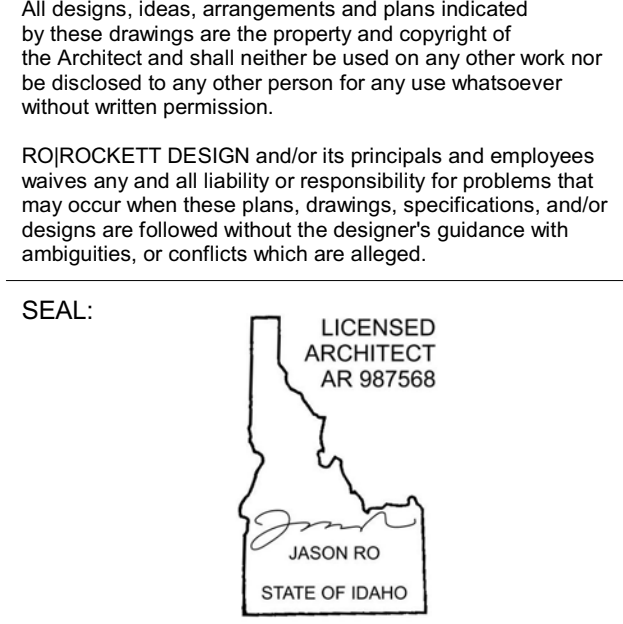 All designs, ideas, arrangements and plans indicated
by these drawings are the property and copyright of
the Architect and shall neither be used on any other work nor
be disclosed to any other person for any use whatsoever
without written permission.
RO|ROCKETT DESIGN and/or its principals and employees
waives any and all liability or responsibility for problems that
may occur when these plans, drawings, specifications, and/or
designs are followed without the designer's guidance with
ambiguities, or conflicts which are alleged.
SEAL:
LICENSED
ARCHITECT
AR 987568
JASON RO
STATE OF IDAHO